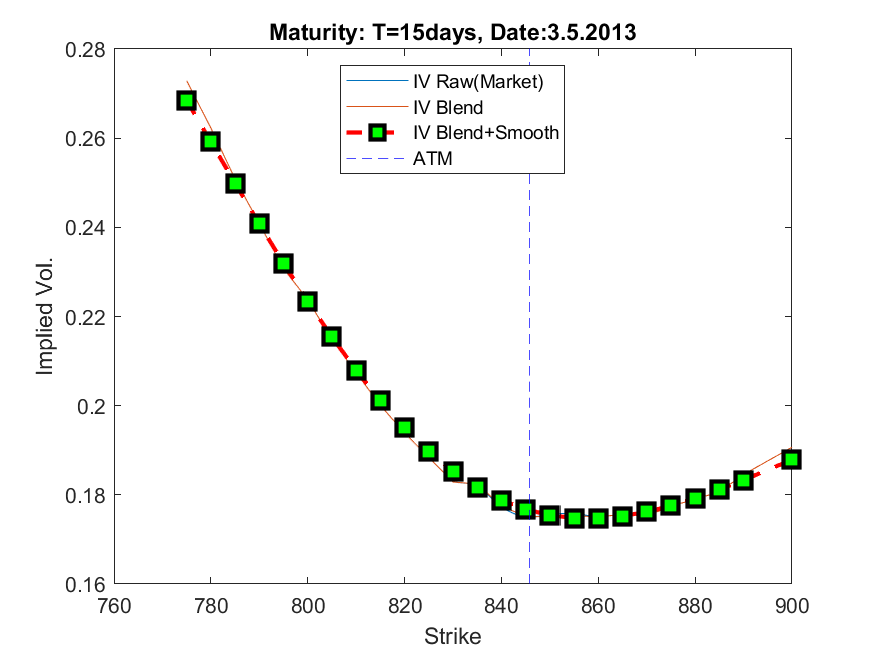 Maturity: T=15days, Date:3.5.2013
0.28
0.26
0.24
0.22
0.2
0.18
0.16
Implied Vol.
IV Raw(Market)
IV Blend
IV Blend+Smooth
ATM
760 780 800 820 840 860 880 900
Strike